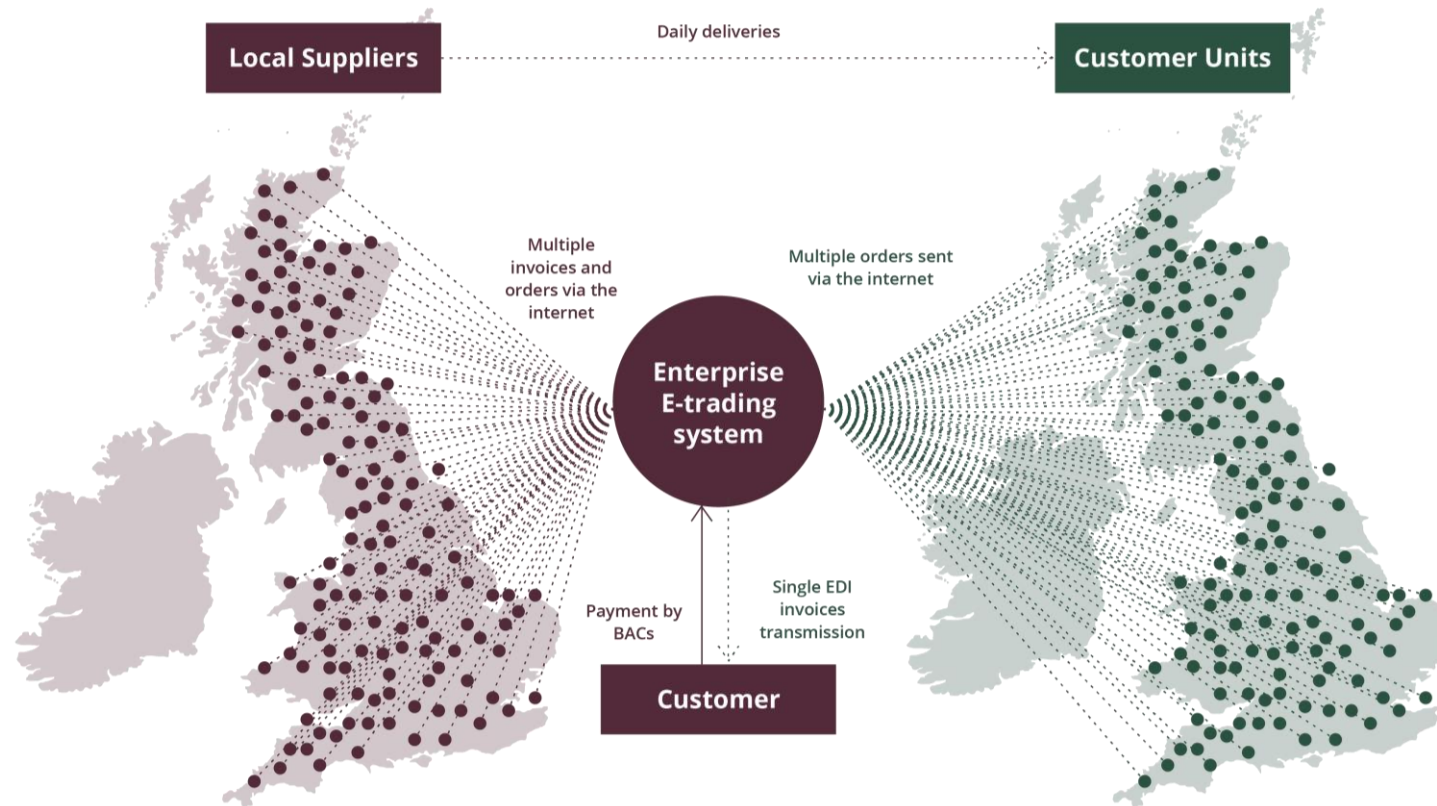 Local Suppliers
Daily deliveries
Customer Units
Multiple
invoices and
orders via the
internet
Multiple orders sent
via the internet
Enterprise
E-trading
system
Payment by
BACs
Single EDI
invoices
transmission
Customer